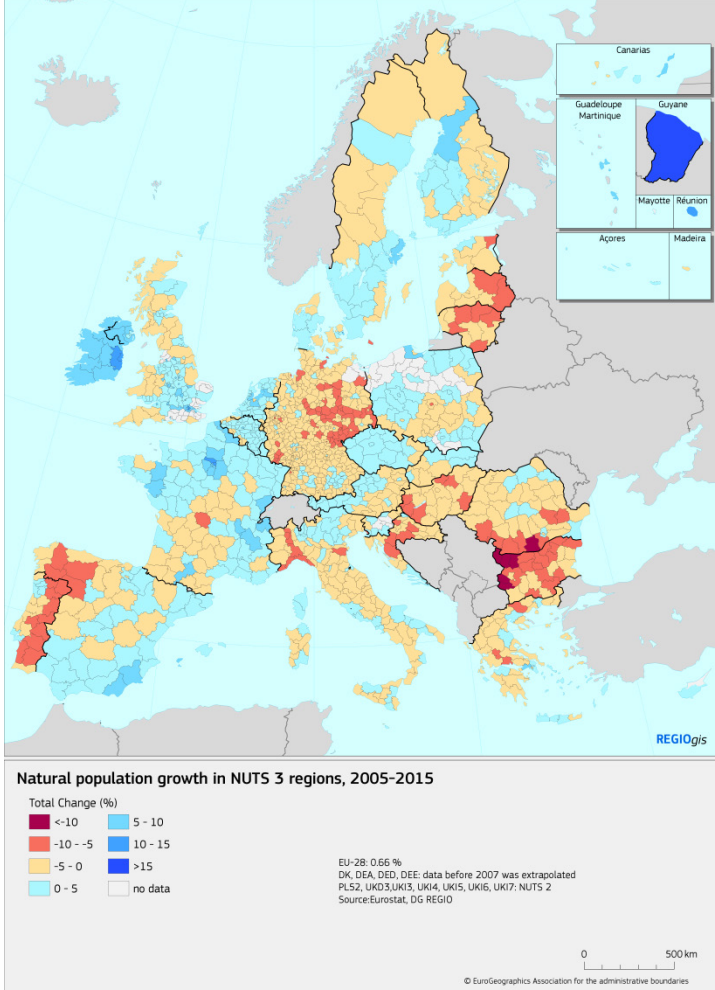 Canarias
Guadeloupe
Martinique
Guyane
Mayotte
Réunion
Açores
Madeira
REGIOgis
Natural population growth in NUTS 3 regions, 2005-2015
Total Change (%)
<-10
-10 - -5
-5 - 0
0 - 5
5 - 10
10 - 15
>15
no data
EU-28: 0.66 %
DK, DEA, DED, DEE: data before 2007 was extrapolated
PL52, UKD3,UKI3, UKI4, UKI5, UKI6, UKI7: NUTS 2
Source:Eurostat, DG REGIO
0 500 km
© EuroGeographics Association for the administrative boundaries